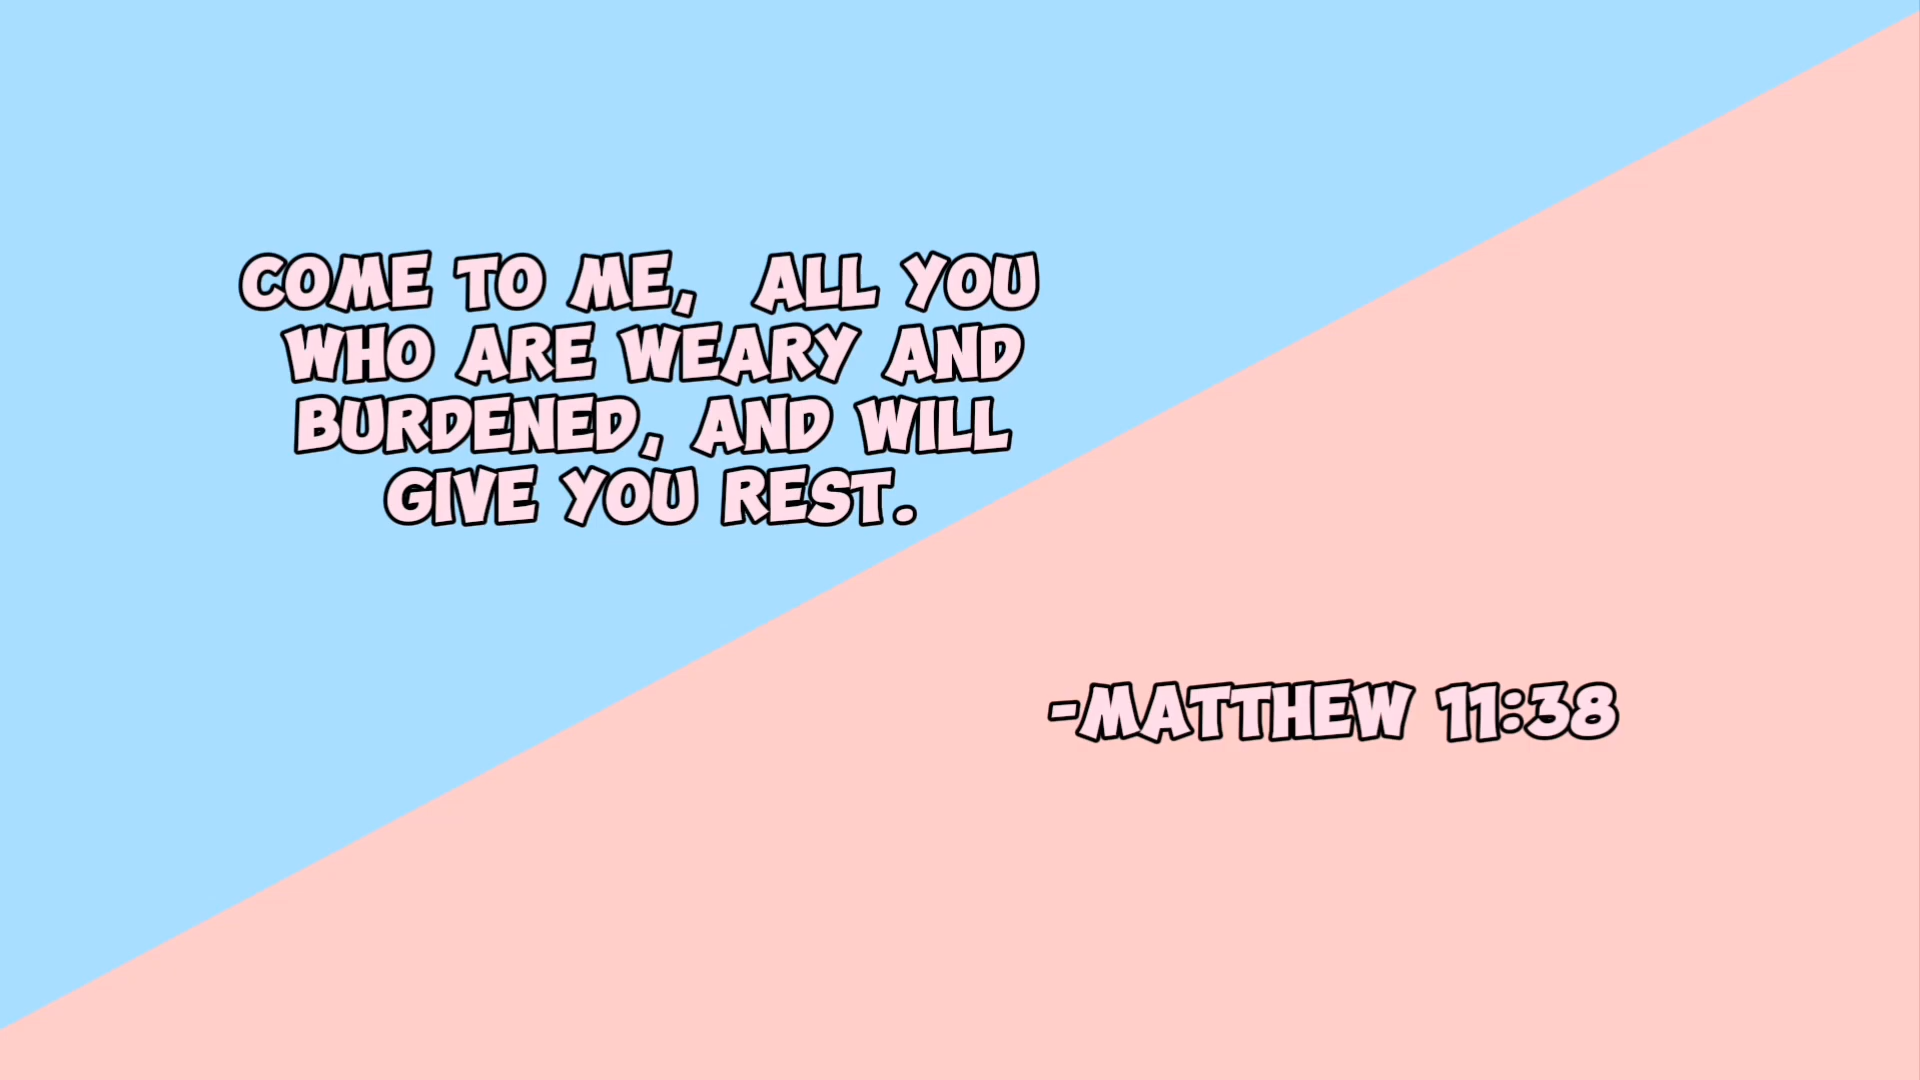 COME TO ME, ALL YOU
WHO ARE WEARY AND
BURDENED, AND WILL
GIVE YOU REST.
-MATTHEW 11:38